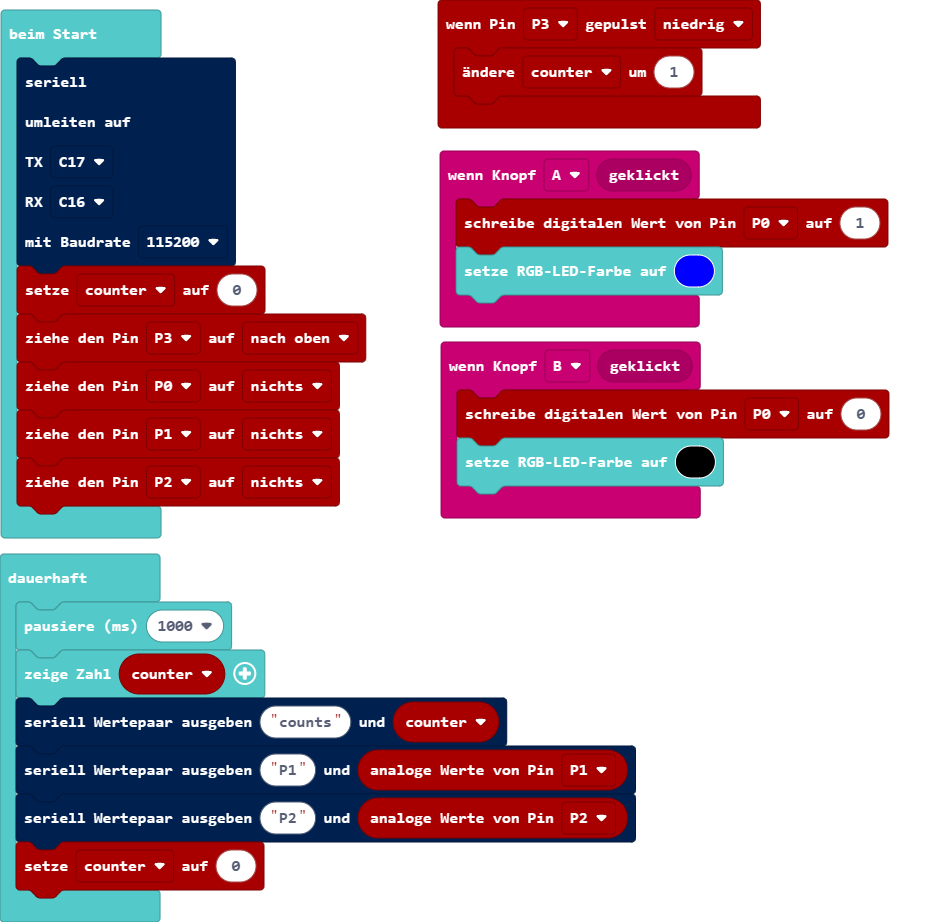 beim Start
seriell
umleiten auf
TX C17
RX C16
mit Baudrate 115200
setze counter auf 0
ziehe den Pin P3 auf nach oben
ziehe den Pin P0 auf nichts
ziehe den Pin P1 auf nichts
ziehe den Pin P2 auf nichts
wenn Pin P3 gepulst niedrig
ändere counter um 1
wenn Knopf A geklickt
schreibe digitalen Wert von Pin P0 auf 1
setze RGB-LED-Farbe auf
wenn Knopf B geklickt
schreibe digitalen Wert von Pin P0 auf 0
setze RGB-LED-Farbe auf
dauerhaft
pausiere (ms) 1000
zeige Zahl counter
seriell Wertepaar ausgeben "counts" und counter
seriell Wertepaar ausgeben "P1" und analoge Werte von Pin P1
seriell Wertepaar ausgeben "P2" und analoge Werte von Pin P2
setze counter auf 0